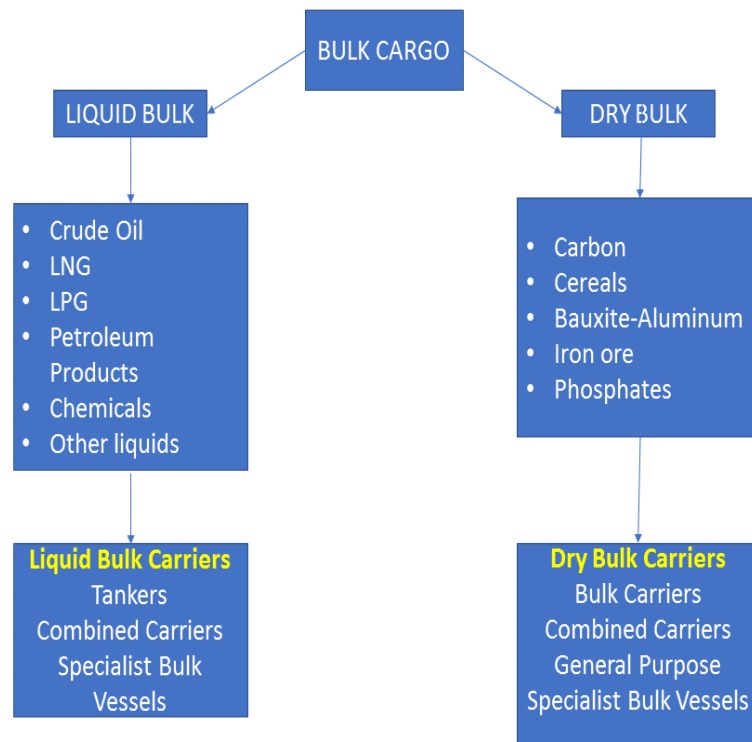 BULK CARGO
LIQUID BULK
DRY BULK
• Crude Oil
• LNG
• LPG
• Petroleum
Products
• Chemicals
• Other liquids
• Carbon
• Cereals
• Bauxite-Aluminum
• Iron ore
• Phosphates
Liquid Bulk Carriers
Tankers
Combined Carriers
Specialist Bulk
Vessels
Dry Bulk Carriers
Bulk Carriers
Combined Carriers
General Purpose
Specialist Bulk Vessels